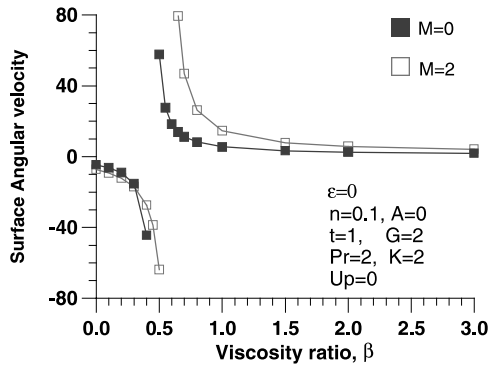 80
40
0
-40
-80
Surface Angular velocity
M=0
M=2
ε=0
n=0.1, A=0
t=1, G=2
Pr=2, K=2
Up=0
0.0 0.5 1.0 1.5 2.0 2.5 3.0
Viscosity ratio, β